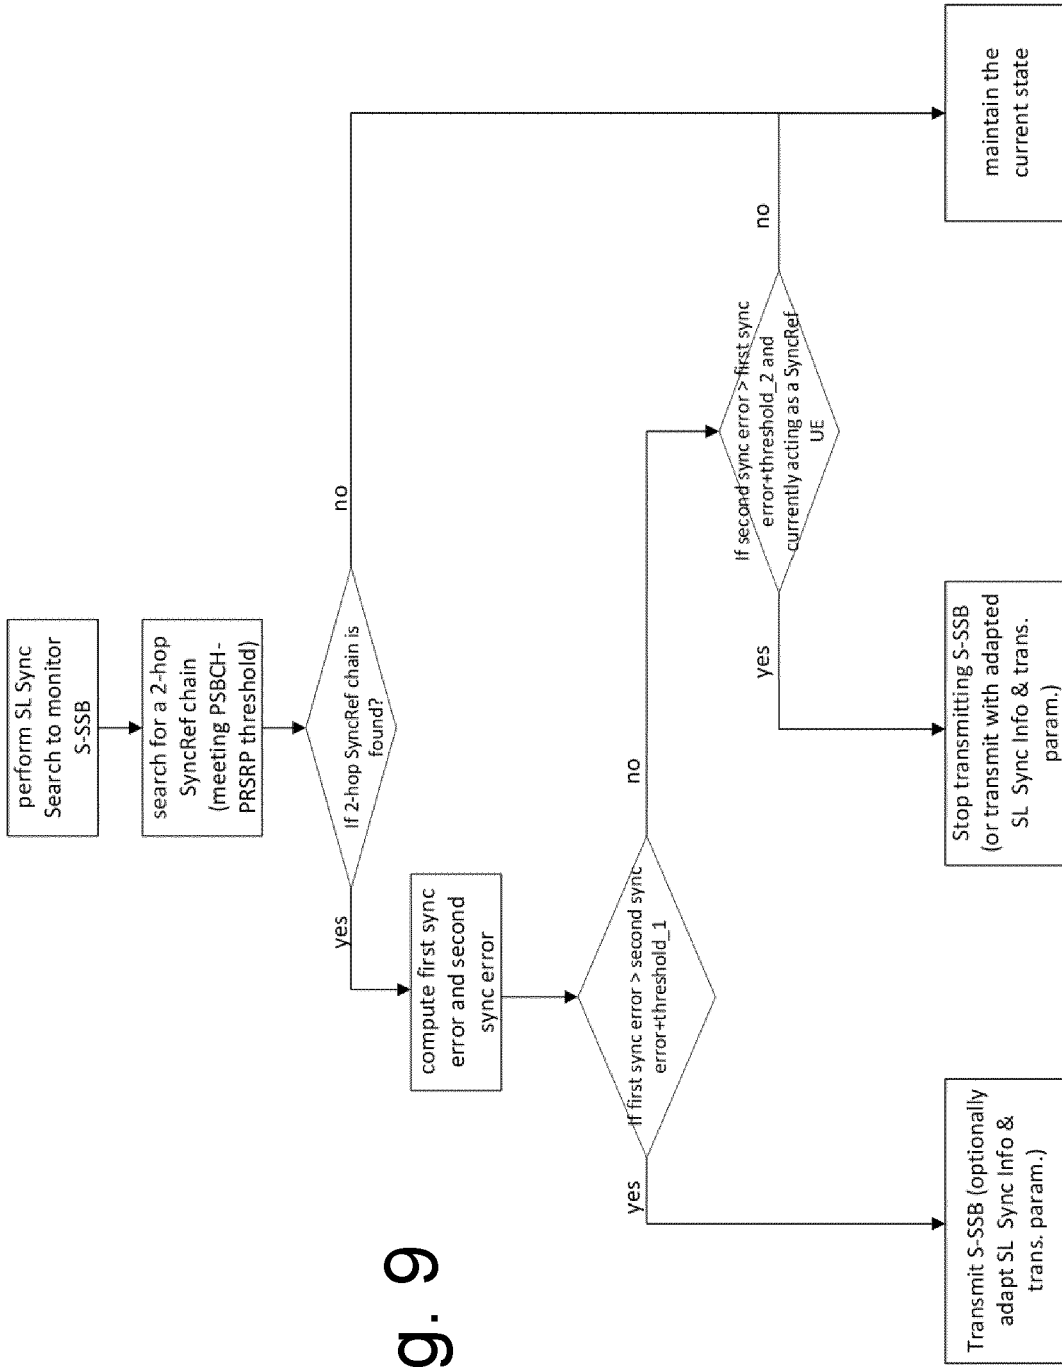 perform SL Sync
Search to monitor
S-SSB
search for a 2-hop
SyncRef chain
(meeting PSBCH-
PRSRP threshold)
If 2-hop SyncRef chain is
found?
yes
no
compute first sync
error and second
sync error
If first sync error > second sync
error+threshold_1
yes
no
If second sync error > first sync
error+threshold_2 and
currently acting as a SyncRef
UE
yes
no
Transmit S-SSB (optionally
adapt SL Sync Info &
trans. param.)
Stop transmitting S-SSB
(or transmit with adapted
SL Sync Info & trans.
param.)
maintain the
current state
g. 9